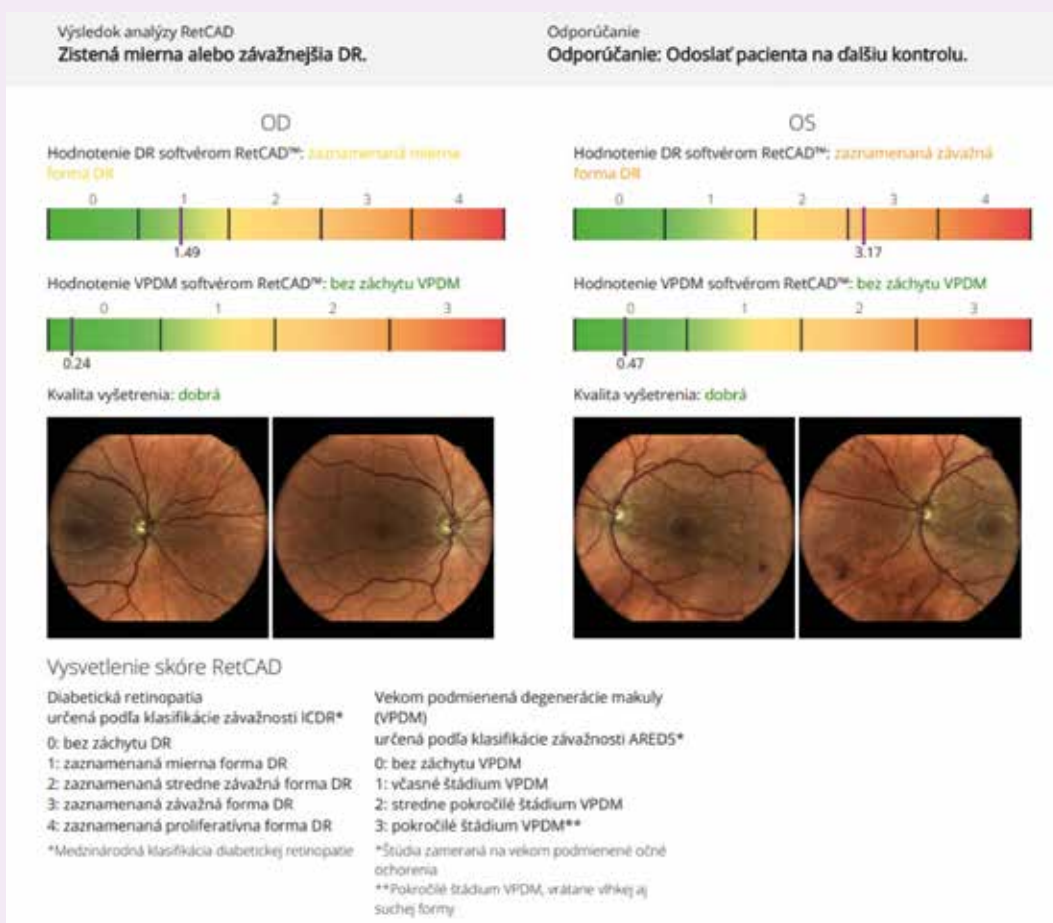 Výsledok analýzy RetCAD
Zistená mierna alebo závažnejšia DR.
Odporúčanie
Odporúčanie: Odoslať pacienta na ďalšiu kontrolu.
OD
Hodnotenie DR softvérom RetCAD™: zaznamenaná mierna
forma DR
0 1 2 3 4
1.49
Hodnotenie VPDM softvérom RetCAD™: bez záchytu VPDM
0 1 2 3
0.24
Kvalita vyšetrenia: dobrá
OS
Hodnotenie DR softvérom RetCAD™: zaznamenaná závažná
forma DR
0 1 2 3 4
3.17
Hodnotenie VPDM softvérom RetCAD™: bez záchytu VPDM
0 1 2 3
0.47
Kvalita vyšetrenia: dobrá
Vysvetlenie skóre RetCAD
Diabetická retinopatia
určená podľa klasifikácie závažnosti ICDR*
0: bez záchytu DR
1: zaznamenaná mierna forma DR
2: zaznamenaná stredne závažná forma DR
3: zaznamenaná závažná forma DR
4: zaznamenaná proliferatívna forma DR
*Medzinárodná klasifikácia diabetickej retinopatie
Vekom podmienená degenerácie makuly
(VPDM)
určená podľa klasifikácie závažnosti AREDS*
0: bez záchytu VPDM
1: včasné štádium VPDM
2: stredne pokročilé štádium VPDM
3: pokročilé štádium VPDM**
*Štúdia zameraná na vekom podmienené očné
ochorenia
**Pokročilé štádium VPDM, vrátane vlhkej aj
suchej formy